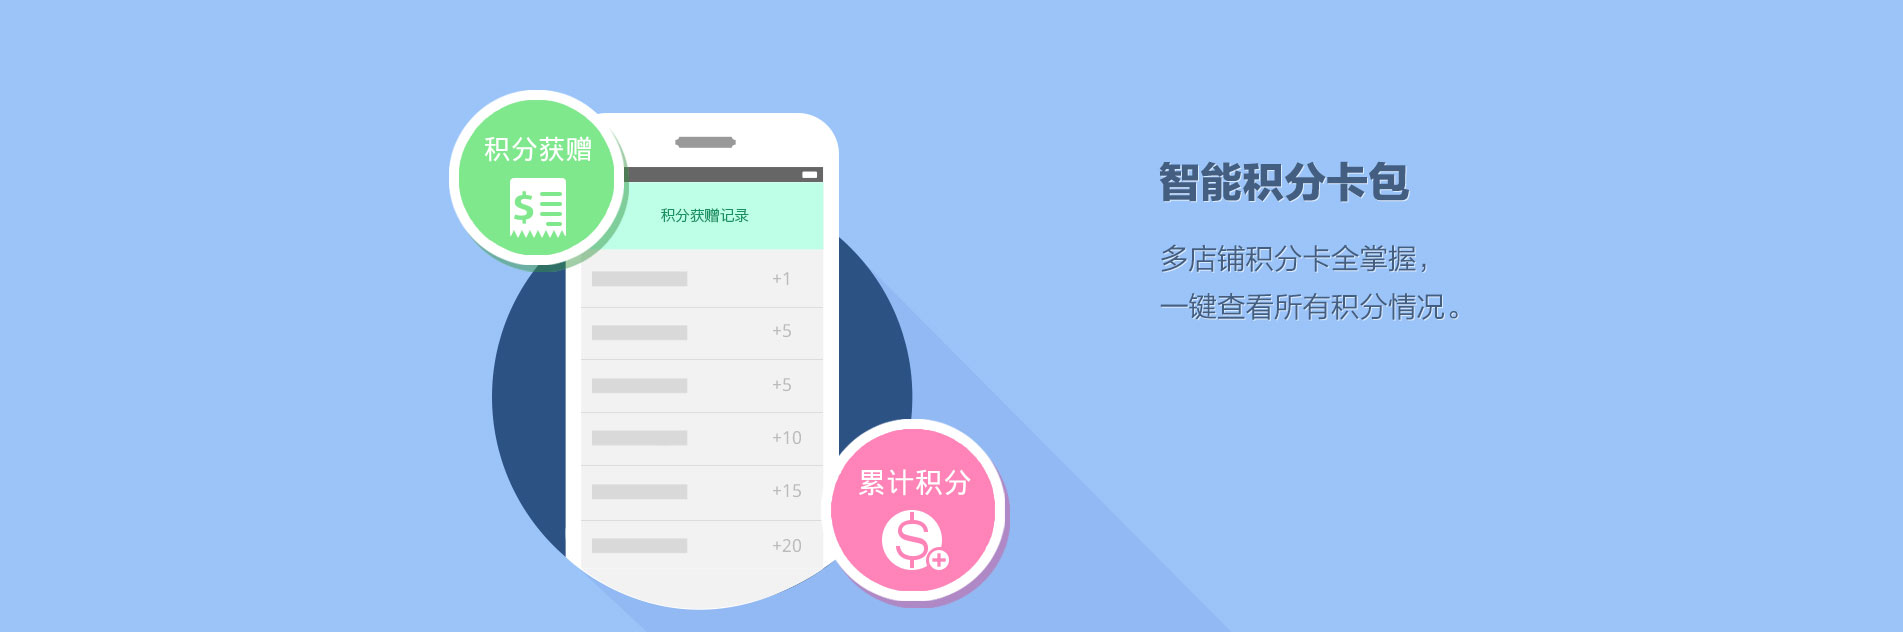 积分获赠
$
积分获赠记录
+1
+5
+5
+10
+15
+20
累计积分
$
智能积分卡包
多店铺积分卡全掌握，
一键查看所有积分情况。